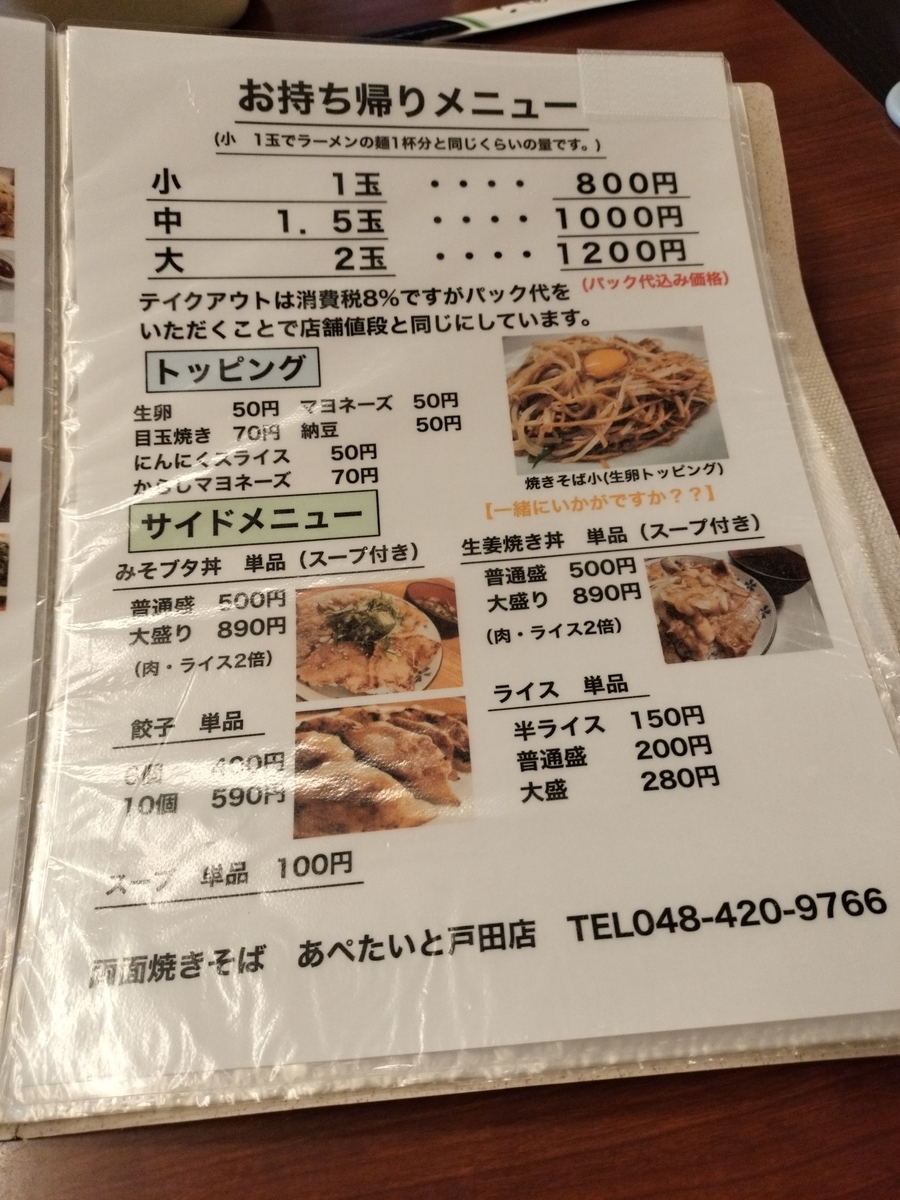 お持ち帰りメニュー
(小　1玉でラーメンの麺1杯分と同じくらいの量です。)
小　1玉　・・・・　800円
中　1．5玉　・・・・　1000円
大　2玉　・・・・　1200円
(パック代込み価格)
テイクアウトは消費税8%ですがパック代を
いただくことで店舗値段と同じにしています。
トッピング
生卵　50円　マヨネーズ　50円
目玉焼き　70円　納豆　50円
にんにくスライス　50円
からしマヨネーズ　70円
焼きそば小(生卵トッピング)
【一緒にいかがですか？？】
サイドメニュー
みそブタ丼　単品（スープ付き）
普通盛　500円
大盛り　890円
（肉・ライス2倍）
生姜焼き丼　単品（スープ付き）
普通盛　500円
大盛り　890円
（肉・ライス2倍）
餃子　単品
6個　400円
10個　590円
ライス　単品
半ライス　150円
普通盛　200円
大盛　280円
スープ　単品　100円
両面焼きそば　あぺたいと戸田店　TEL048-420-9766